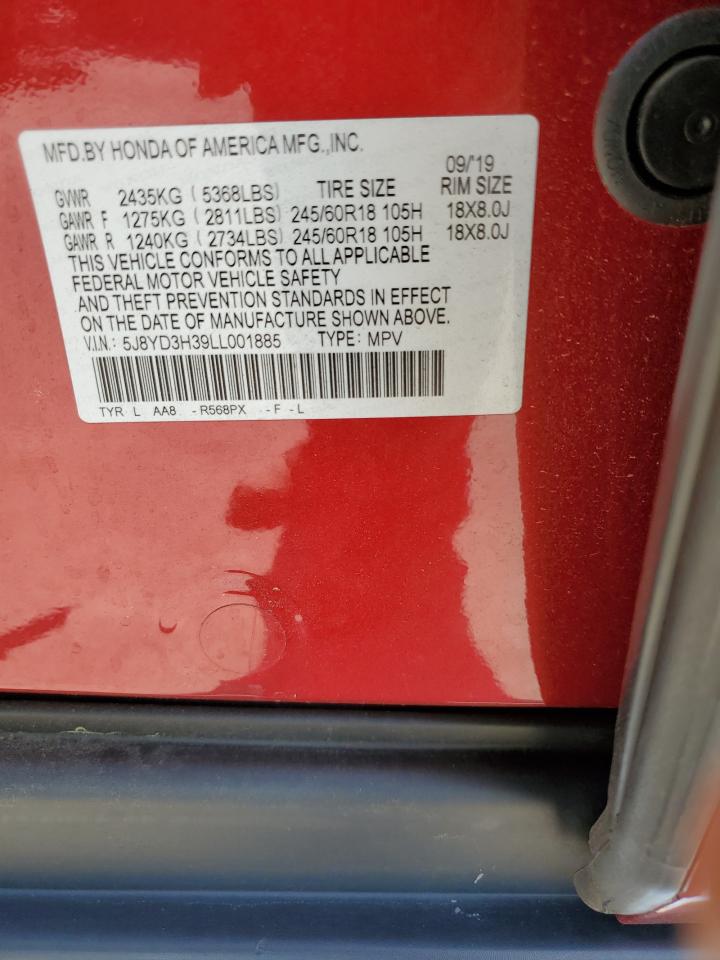 MFD.BY HONDA OF AMERICA MFG.,INC.
09/'19
GVWR 2435KG ( 5368LBS) TIRE SIZE RIM SIZE
GAWR F 1275KG ( 2811LBS) 245/60R18 105H 18X8.0J
GAWR R 1240KG ( 2734LBS) 245/60R18 105H 18X8.0J
THIS VEHICLE CONFORMS TO ALL APPLICABLE
FEDERAL MOTOR VEHICLE SAFETY
AND THEFT PREVENTION STANDARDS IN EFFECT
ON THE DATE OF MANUFACTURE SHOWN ABOVE.
V.I.N.: 5J8YD3H39LL001885 TYPE: MPV
TYR L AA8 - R568PX - F - L